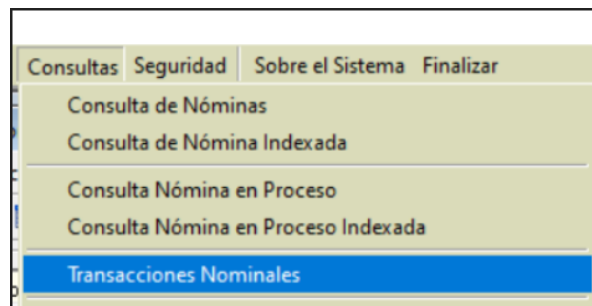 Consultas Seguridad Sobre el Sistema Finalizar
Consulta de Nóminas
Consulta de Nómina Indexada
Consulta Nómina en Proceso
Consulta Nómina en Proceso Indexada
Transacciones Nominales